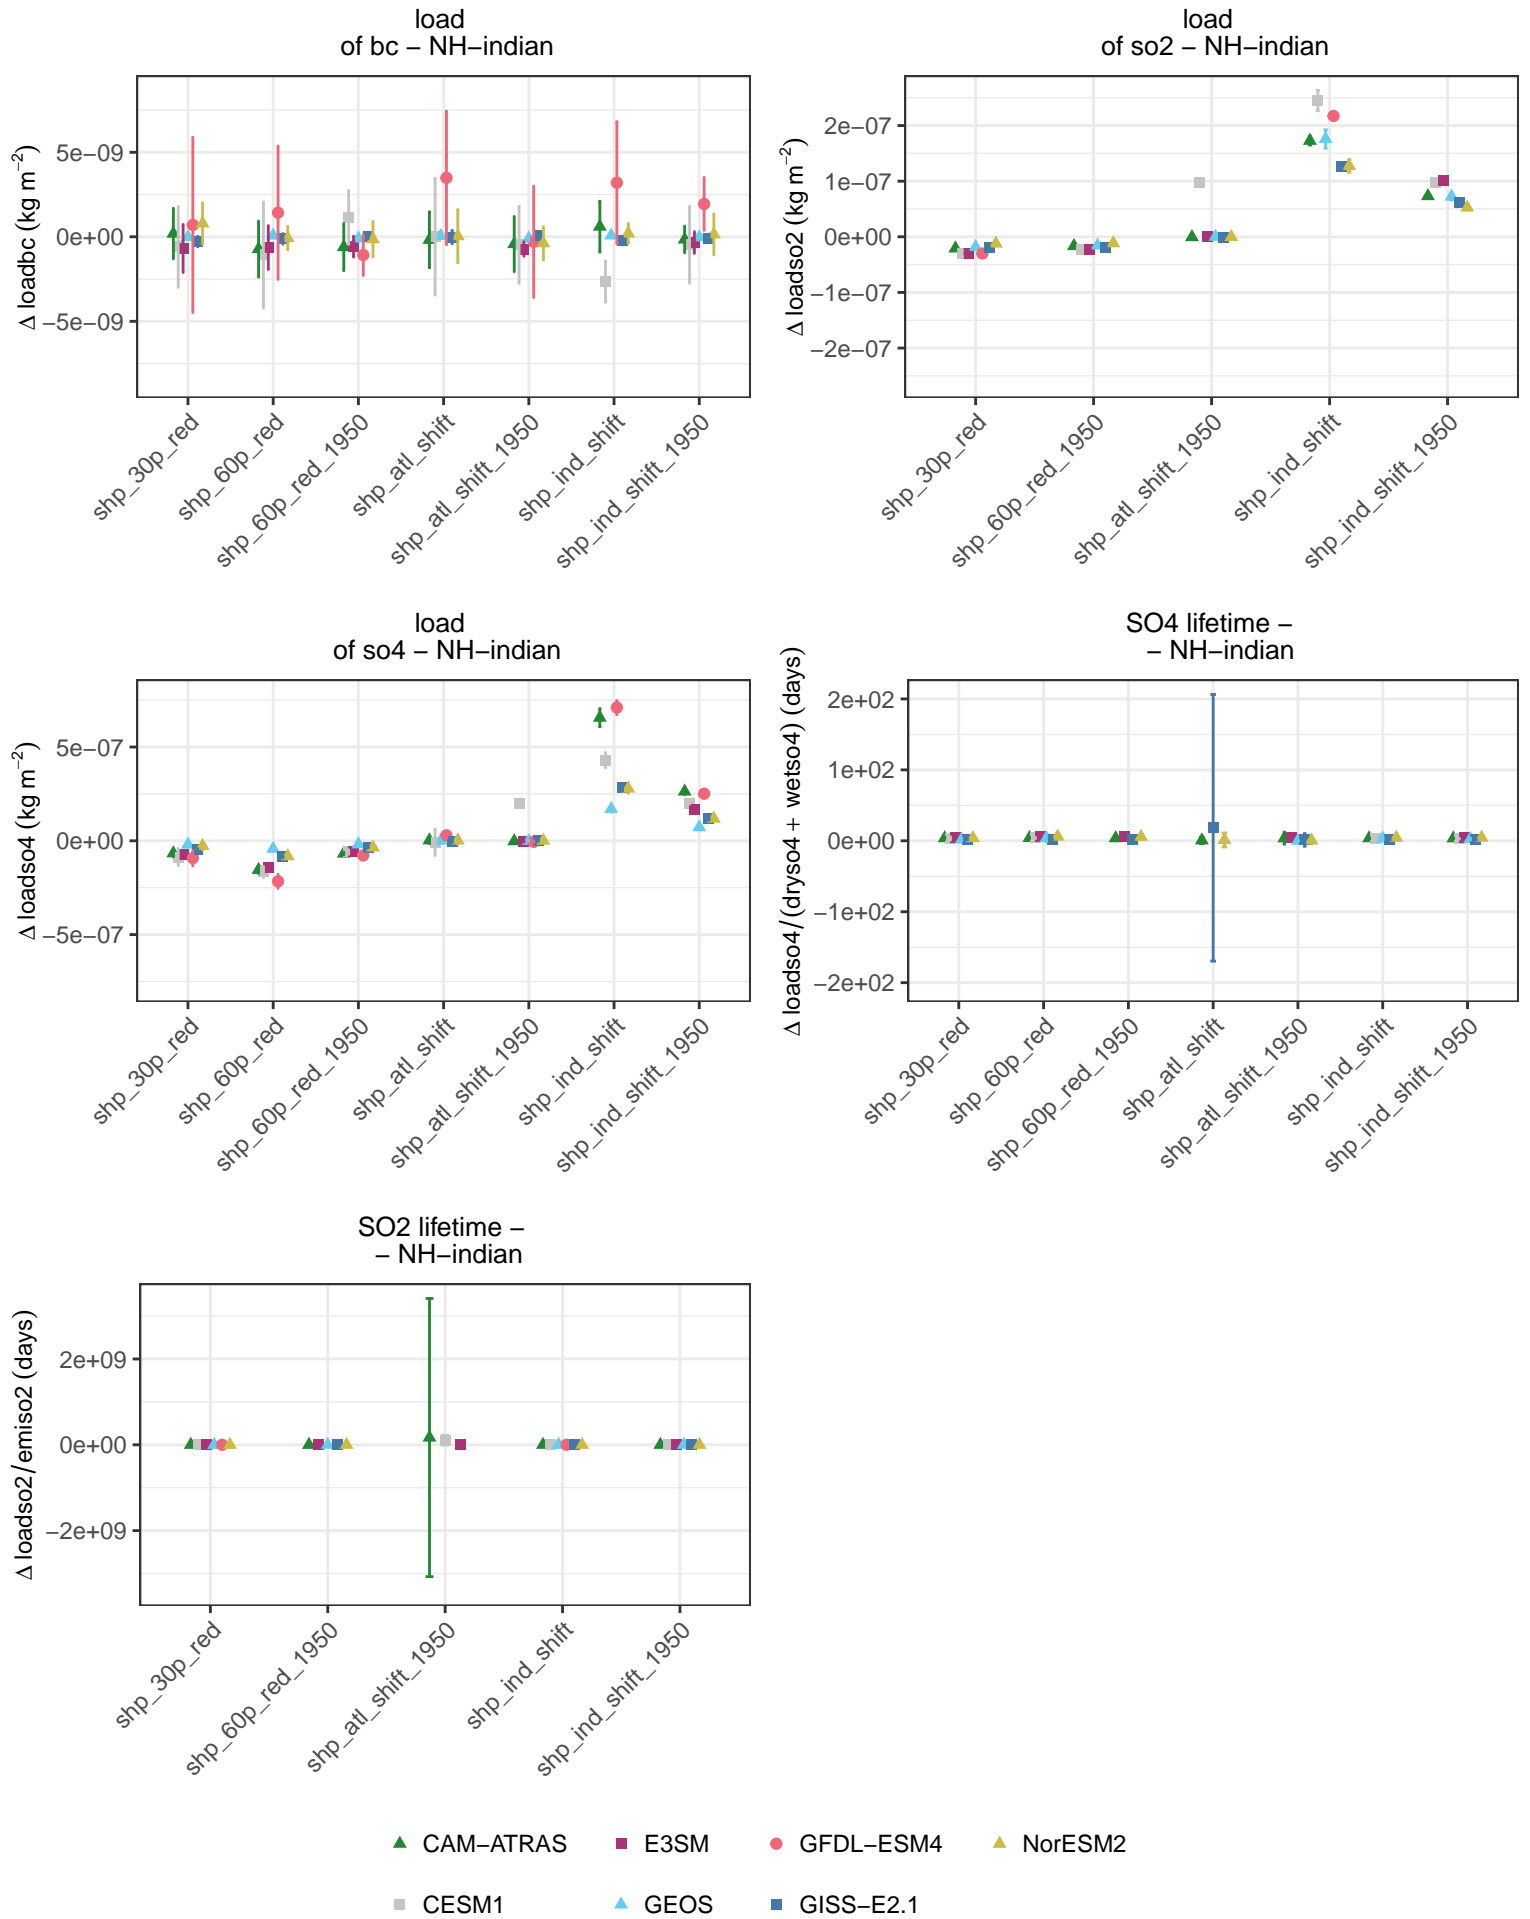 load
of bc − NH−indian
Δ loadbc (kg m−2)
5e−09
0e+00
−5e−09
shp_30p_red
shp_60p_red
shp_60p_red_1950
shp_atl_shift
shp_atl_shift_1950
shp_ind_shift
shp_ind_shift_1950
load
of so2 − NH−indian
Δ loadso2 (kg m−2)
2e−07
1e−07
0e+00
−1e−07
−2e−07
shp_30p_red
shp_60p_red_1950
shp_atl_shift_1950
shp_ind_shift
shp_ind_shift_1950
load
of so4 − NH−indian
Δ loadso4 (kg m−2)
5e−07
0e+00
−5e−07
shp_30p_red
shp_60p_red
shp_60p_red_1950
shp_atl_shift
shp_atl_shift_1950
shp_ind_shift
shp_ind_shift_1950
SO4 lifetime −
− NH−indian
Δ loadso4/(dryso4 + wetso4) (days)
2e+02
1e+02
0e+00
−1e+02
−2e+02
shp_30p_red
shp_60p_red
shp_60p_red_1950
shp_atl_shift
shp_atl_shift_1950
shp_ind_shift
shp_ind_shift_1950
SO2 lifetime −
− NH−indian
Δ loadso2/emiso2 (days)
2e+09
0e+00
−2e+09
shp_30p_red
shp_60p_red_1950
shp_atl_shift_1950
shp_ind_shift
shp_ind_shift_1950
CAM−ATRAS
E3SM
GFDL−ESM4
NorESM2
CESM1
GEOS
GISS−E2.1